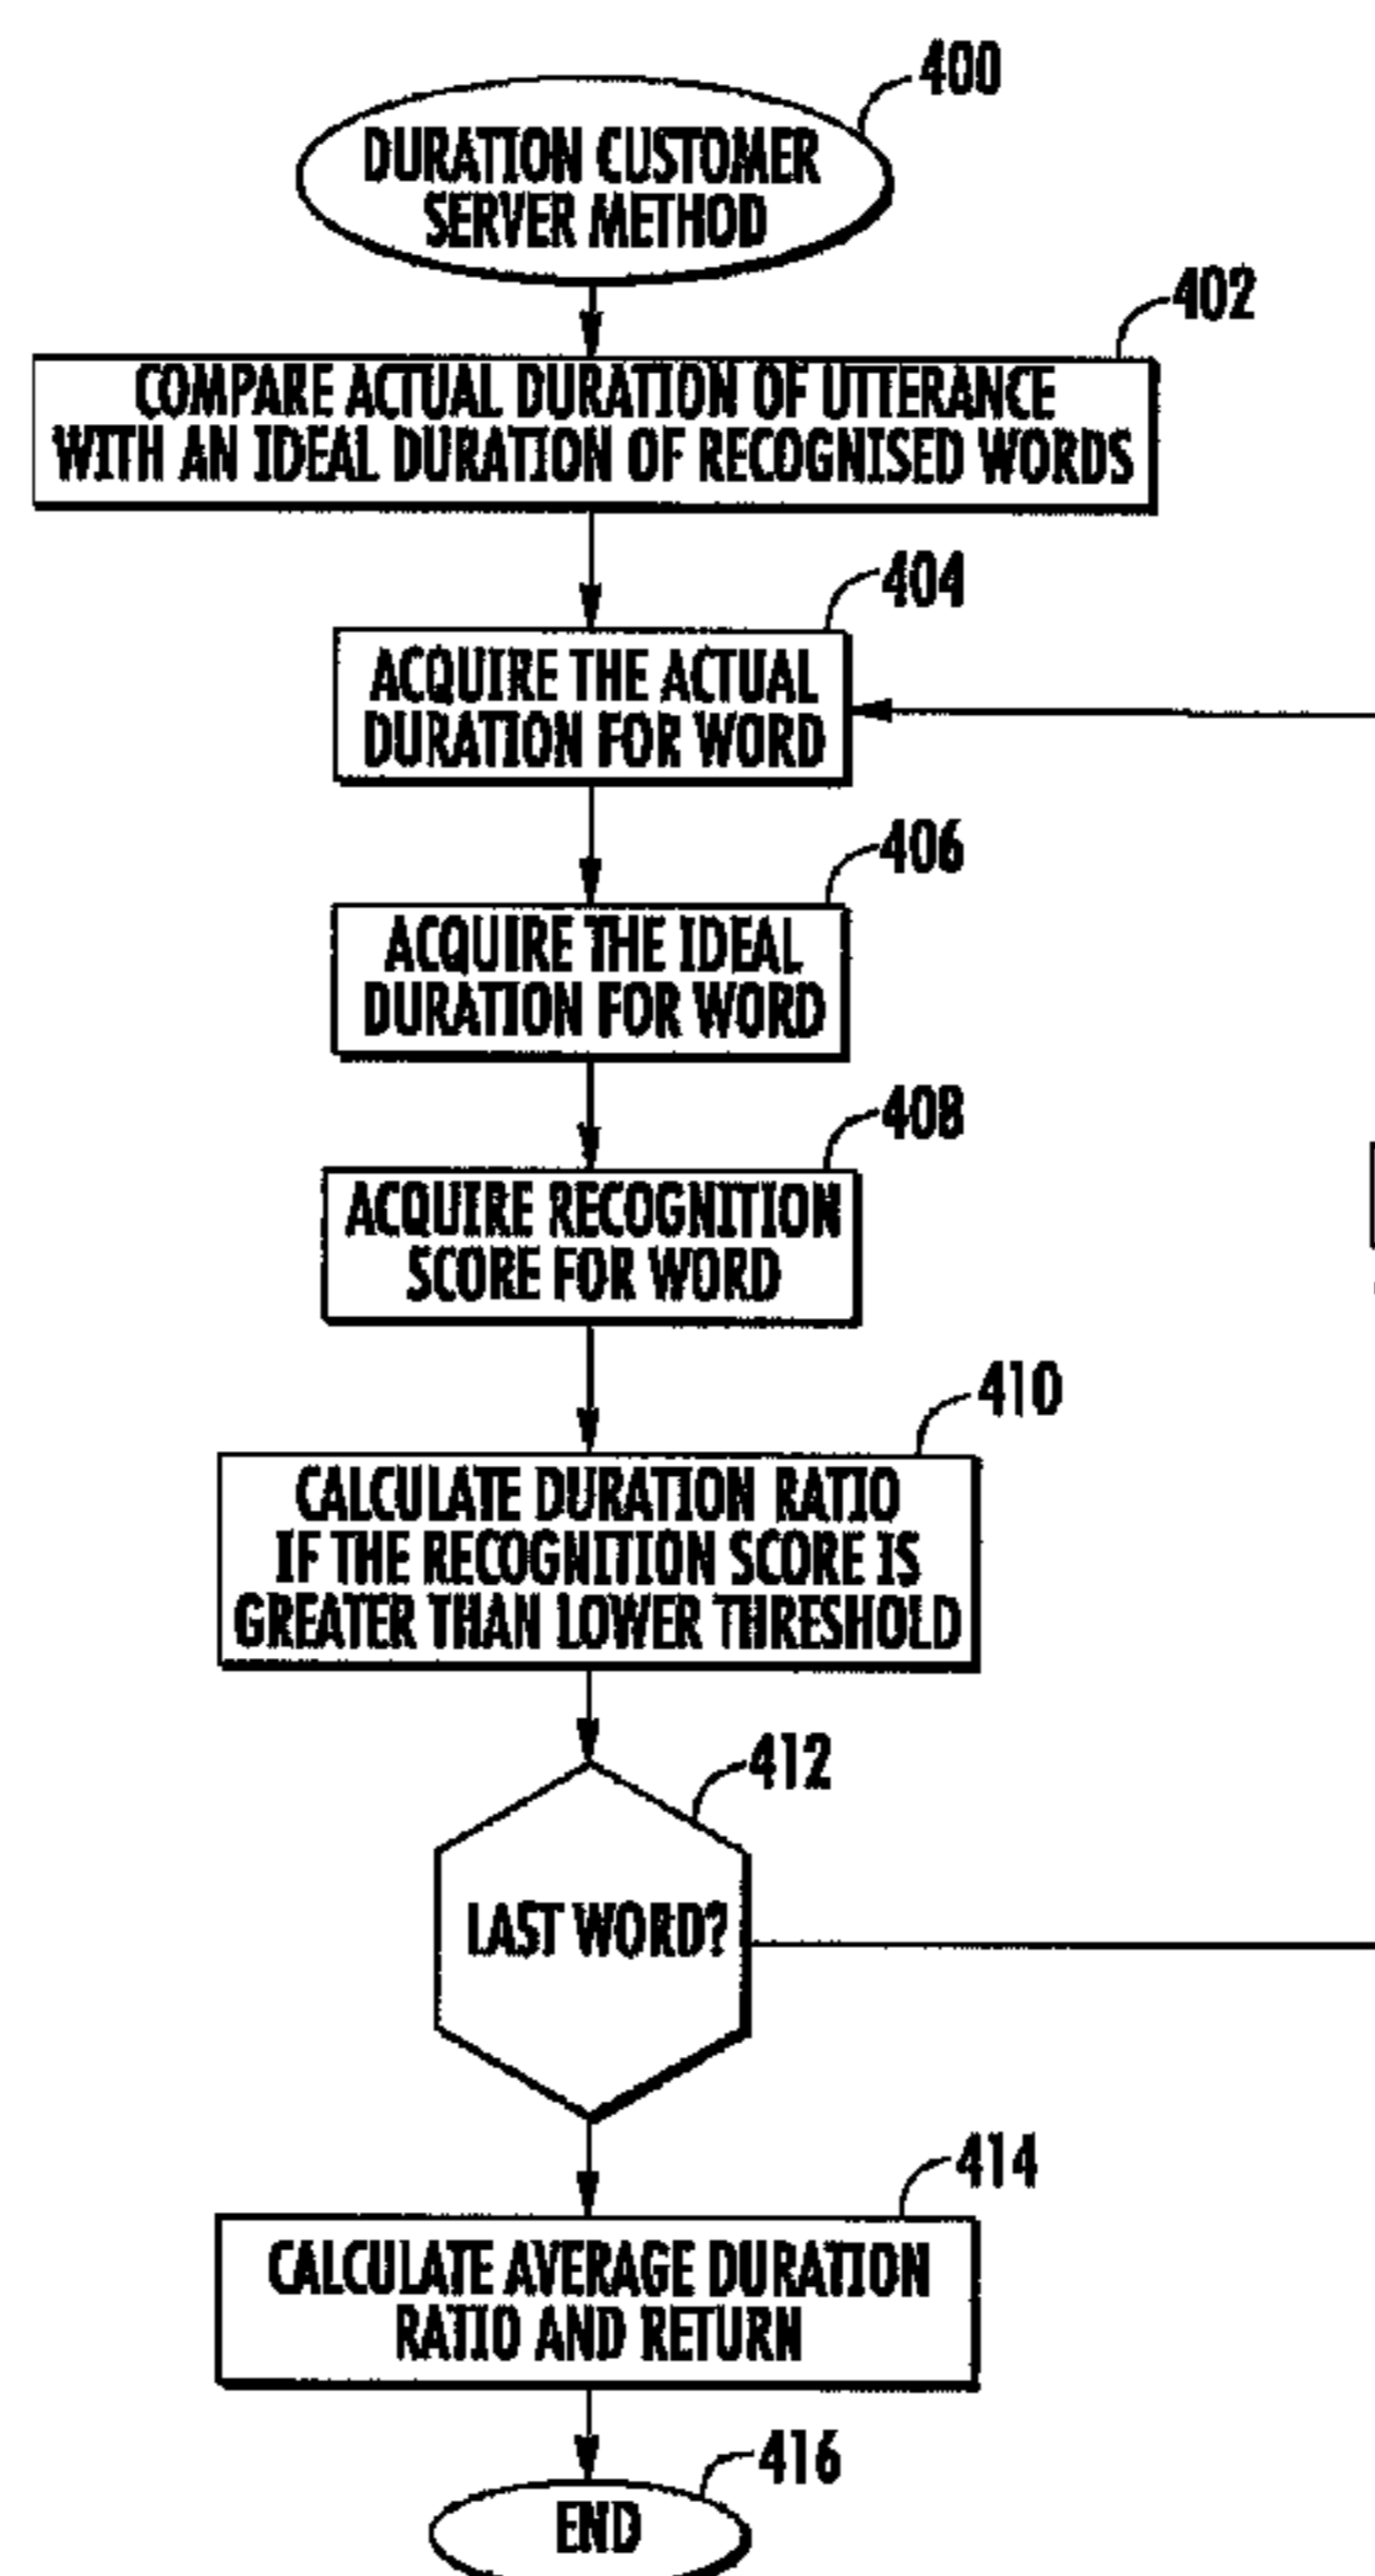 400
DURATION CUSTOMER
SERVER METHOD
402
COMPARE ACTUAL DURATION OF UTTERANCE
WITH AN IDEAL DURATION OF RECOGNISED WORDS
404
ACQUIRE THE ACTUAL
DURATION FOR WORD
406
ACQUIRE THE IDEAL
DURATION FOR WORD
408
ACQUIRE RECOGNITION
SCORE FOR WORD
410
CALCULATE DURATION RATIO
IF THE RECOGNITION SCORE IS
GREATER THAN LOWER THRESHOLD
412
LAST WORD?
414
CALCULATE AVERAGE DURATION
RATIO AND RETURN
416
END